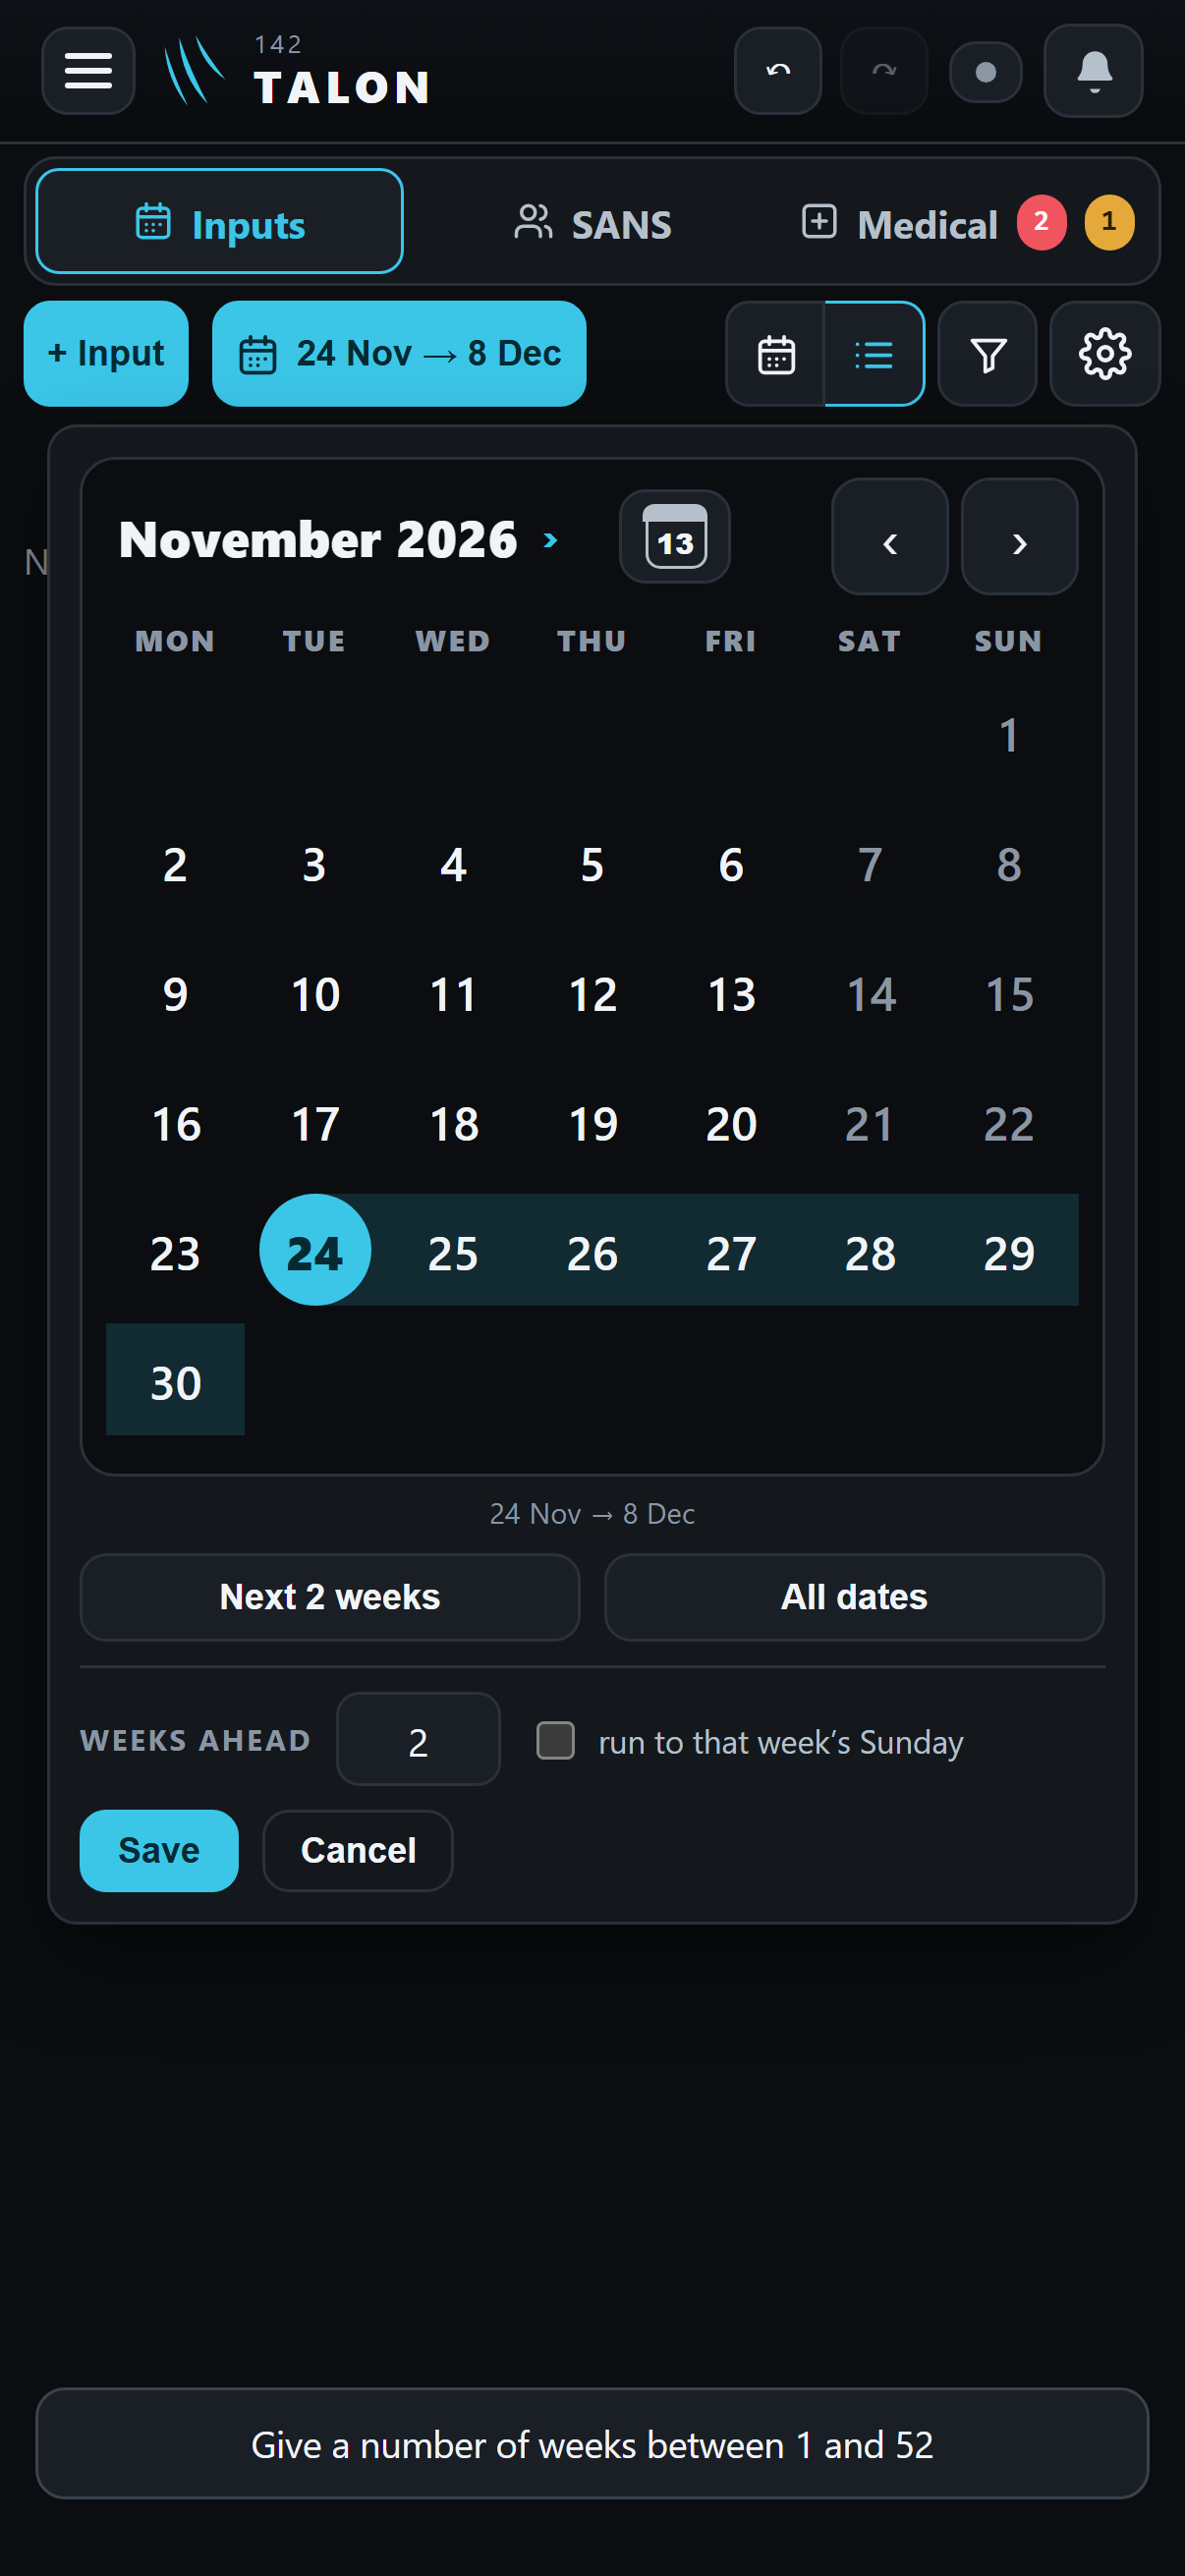 142
TALON
Inputs
SANS
Medical 2 1
+ Input
24 Nov → 8 Dec
N
November 2026 ›
13
‹ ›
MON TUE WED THU FRI SAT SUN
1
2 3 4 5 6 7 8
9 10 11 12 13 14 15
16 17 18 19 20 21 22
23 24 25 26 27 28 29
30
24 Nov → 8 Dec
Next 2 weeks
All dates
WEEKS AHEAD 2 run to that week’s Sunday
Save
Cancel
Give a number of weeks between 1 and 52